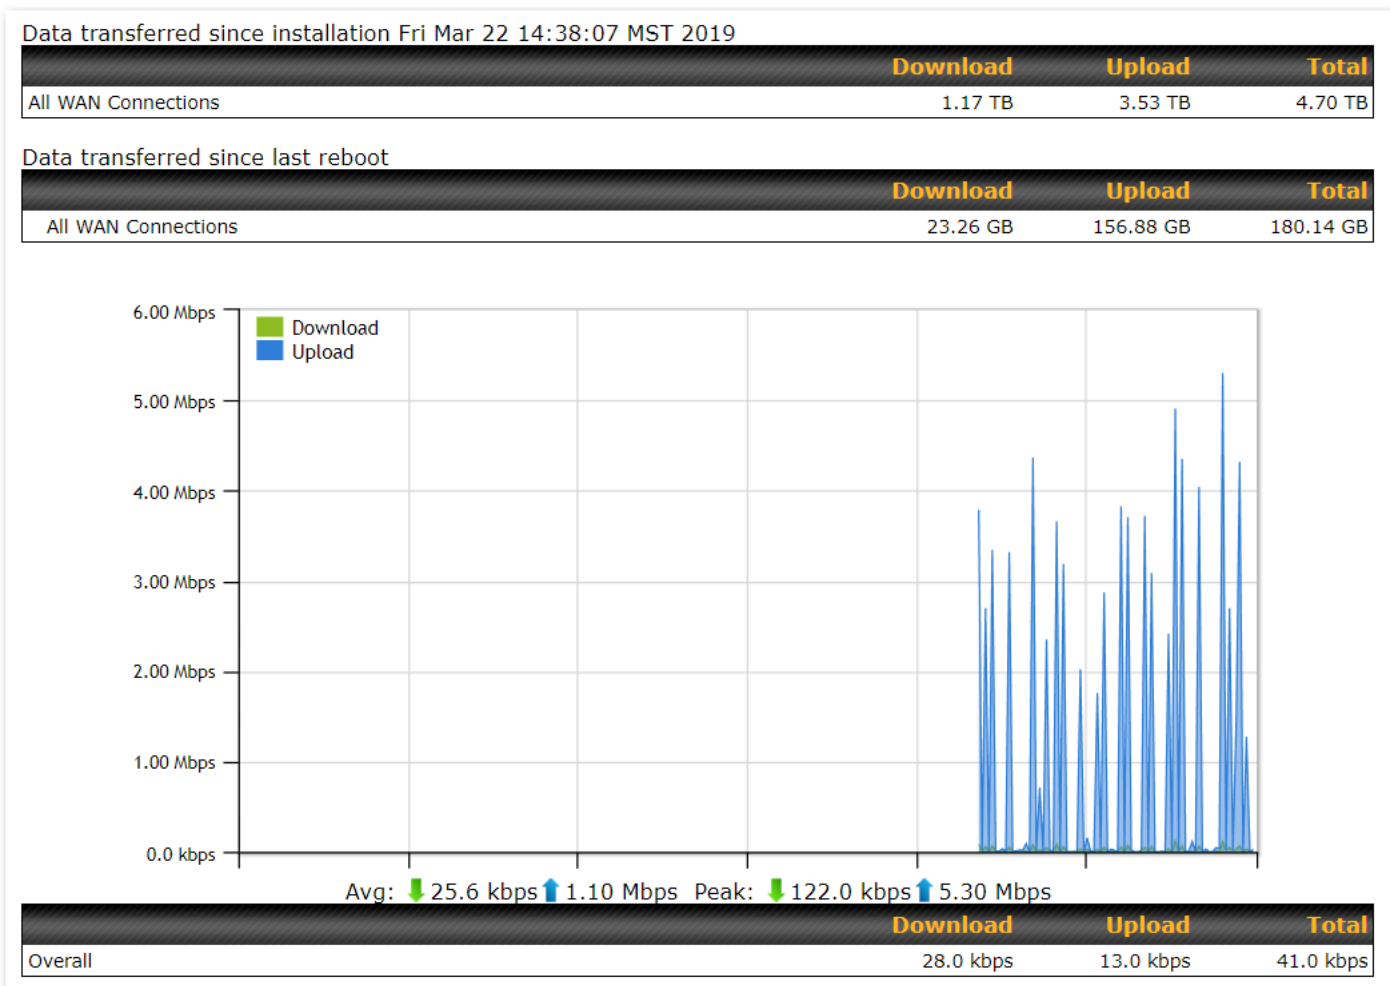 Data transferred since installation Fri Mar 22 14:38:07 MST 2019
Download Upload Total
All WAN Connections 1.17 TB 3.53 TB 4.70 TB
Data transferred since last reboot
Download Upload Total
All WAN Connections 23.26 GB 156.88 GB 180.14 GB
6.00 Mbps
Download
Upload
5.00 Mbps
4.00 Mbps
3.00 Mbps
2.00 Mbps
1.00 Mbps
0.0 kbps
Avg: 25.6 kbps 1.10 Mbps Peak: 122.0 kbps 5.30 Mbps
Download Upload Total
Overall 28.0 kbps 13.0 kbps 41.0 kbps